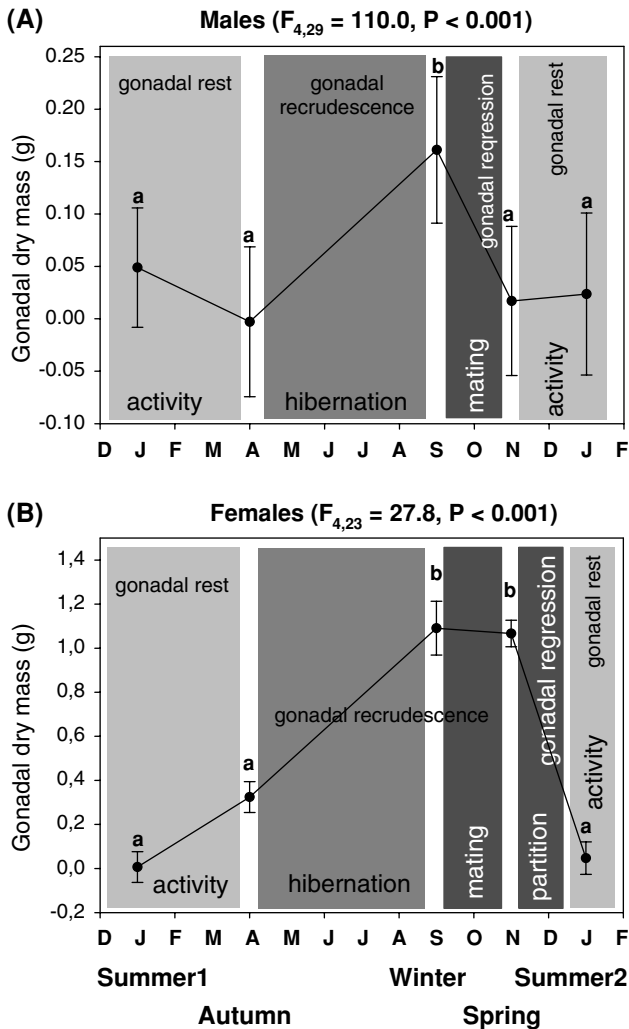 (A) Males (F4,29 = 110.0, P < 0.001)
Gonadal dry mass (g)
0.25
0.20
0.15
0.10
0.05
0.00
-0.05
-0.10
gonadal rest
gonadal
recrudescence
gonadal reqression
gonadal rest
a
a
b
a
a
activity
hibernation
mating
activity
D J F M A M J J A S O N D J F
(B) Females (F4,23 = 27.8, P < 0.001)
Gonadal dry mass (g)
1,4
1,2
1,0
0,8
0,6
0,4
0,2
0,0
-0,2
gonadal rest
gonadal recrudescence
gonadal regression
gonadal rest
a
a
b
b
a
activity
hibernation
mating
partition
activity
D J F M A M J J A S O N D J F
Summer1 Winter Summer2
Autumn Spring